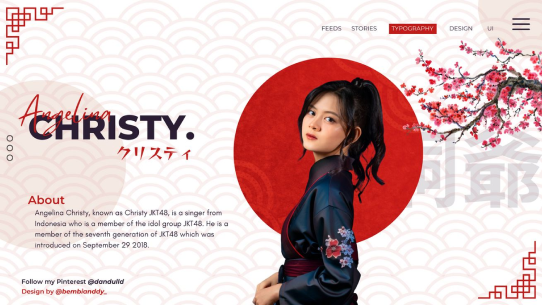 FEEDS STORIES TYPOGRAPHY DESIGN UI
Angelina
CHRISTY.
クリスティ
About
Angelina Christy, known as Christy JKT48, is a singer from
Indonesia who is a member of the idol group JKT48. He is a
member of the seventh generation of JKT48 which was
introduced on September 29 2018.
爺
Follow my Pinterest @dandulld
Design by @bembianddy_